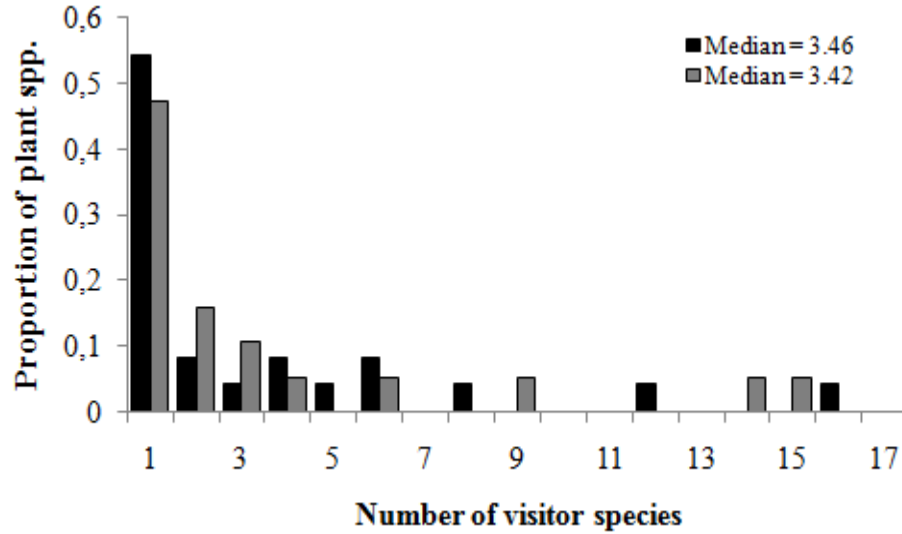 0,6
0,5
0,4
0,3
0,2
0,1
0
Proportion of plant spp.
Median = 3.46
Median = 3.42
1 3 5 7 9 11 13 15 17
Number of visitor species